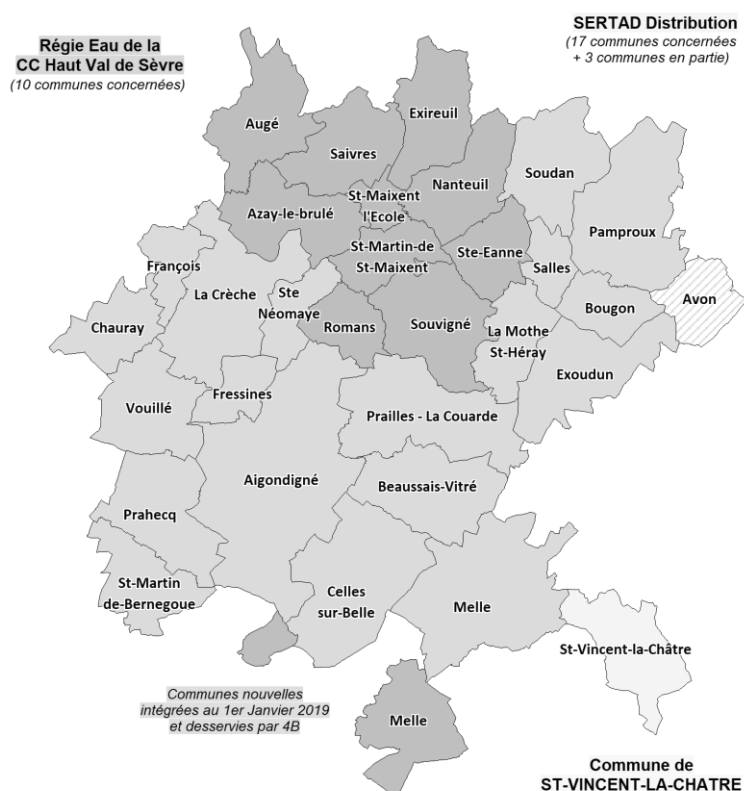 Régie Eau de la
CC Haut Val de Sèvre
(10 communes concernées)
SERTAD Distribution
(17 communes concernées
+ 3 communes en partie)
Augé
Saivres
Exireuil
Soudan
Nanteuil
St-Maixent
l'Ecole
Azay-le-brulé
Pamproux
St-Martin-de
St-Maixent
Ste-Eanne
François
Salles
La Crèche
Ste
Néomaye
Avon
Bougon
Chauray
Romans
Souvigné
La Mothe
St-Héray
Exoudun
Fressines
Vouillé
Prailles - La Couarde
Aigondigné
Beaussais-Vitré
Prahecq
St-Martin
de-Bernegoue
Celles
sur-Belle
Melle
St-Vincent-la-Châtre
Communes nouvelles
intégrées au 1er Janvier 2019
et desservies par 4B
Melle
Commune de
ST-VINCENT-LA-CHATRE